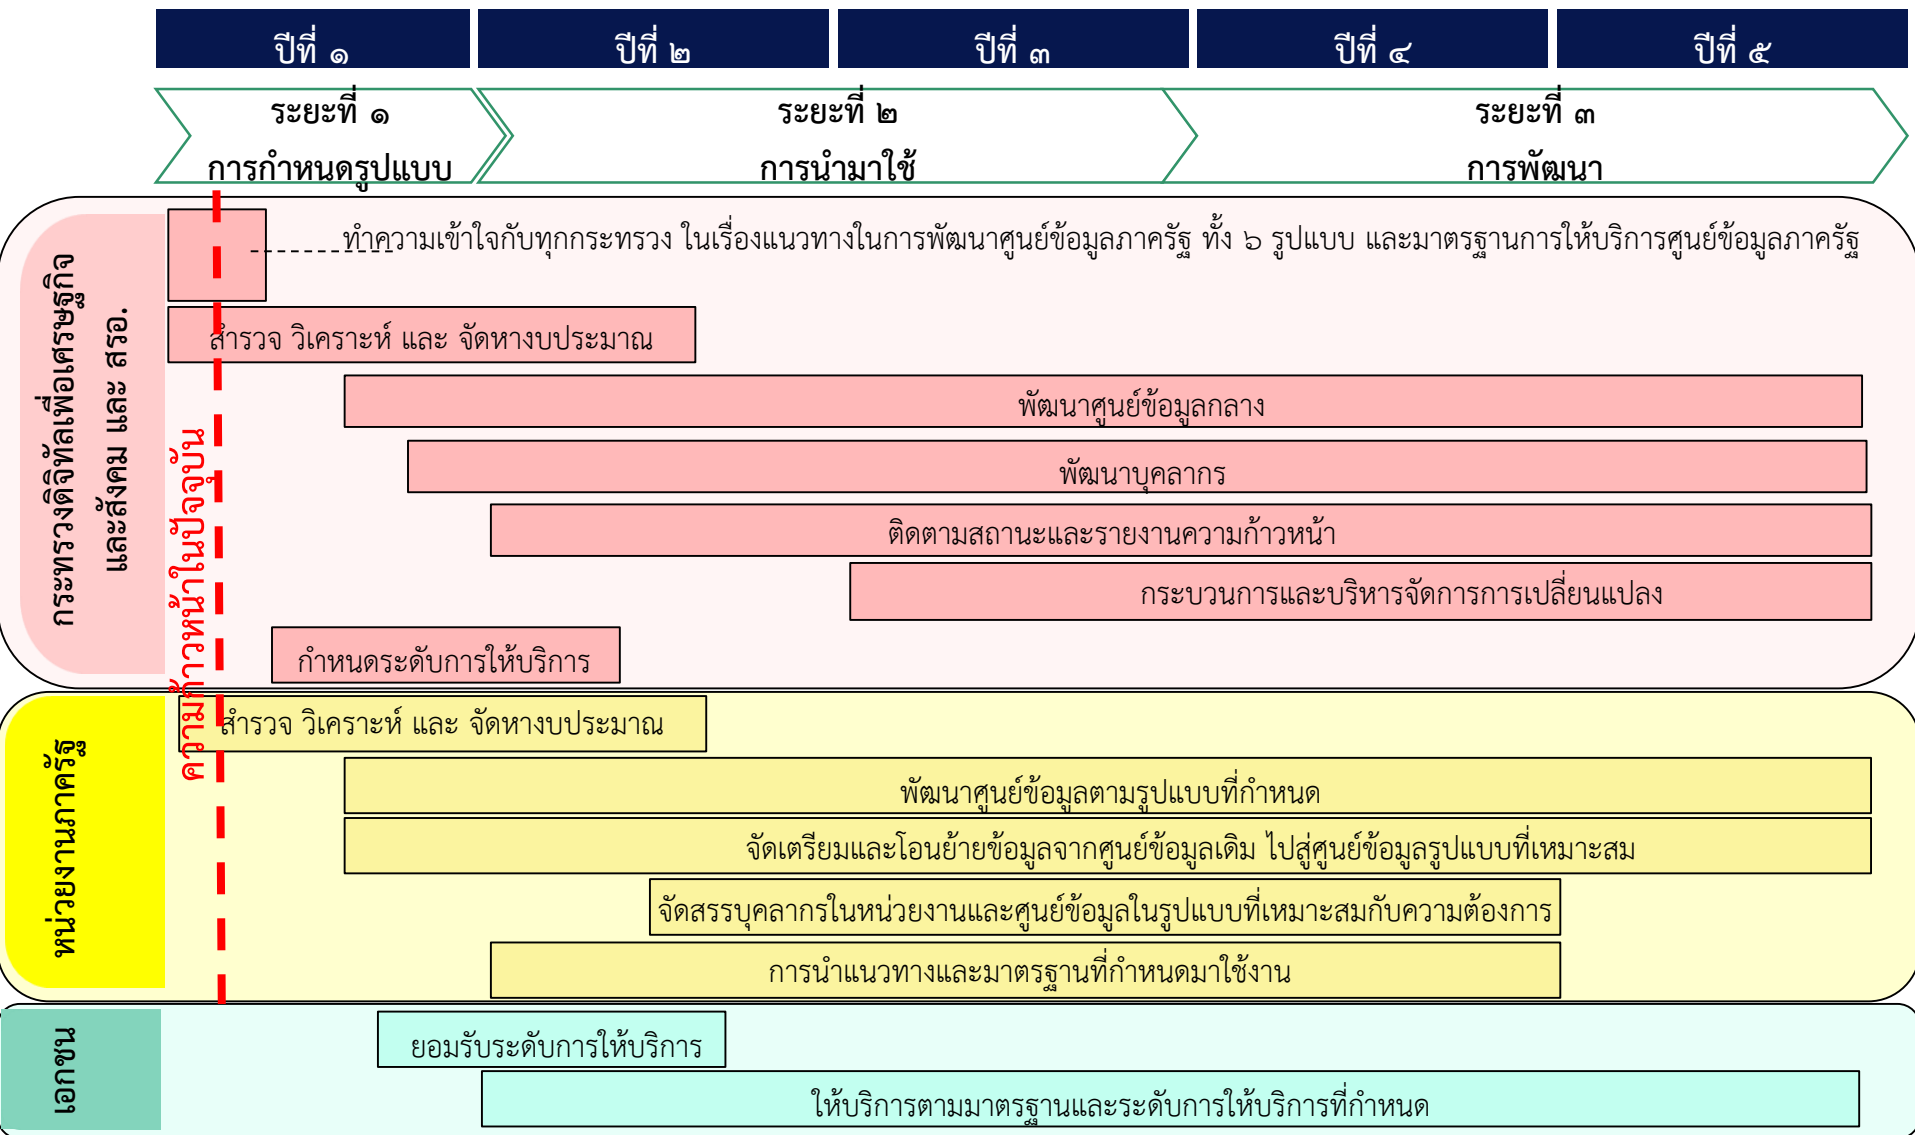 ปีที่ ๑
ปีที่ ๒
ปีที่ ๓
ปีที่ ๔
ปีที่ ๕
ระยะที่ ๑
การกำหนดรูปแบบ
ระยะที่ ๒
การนำมาใช้
ระยะที่ ๓
การพัฒนา
กระทรวงดิจิทัลเพื่อเศรษฐกิจ
และสังคม และ สรอ.
ความก้าวหน้าในปัจจุบัน
ทำความเข้าใจกับทุกกระทรวง ในเรื่องแนวทางในการพัฒนาศูนย์ข้อมูลภาครัฐ ทั้ง ๖ รูปแบบ และมาตรฐานการให้บริการศูนย์ข้อมูลภาครัฐ
สำรวจ วิเคราะห์ และ จัดหางบประมาณ
พัฒนาศูนย์ข้อมูลกลาง
พัฒนาบุคลากร
ติดตามสถานะและรายงานความก้าวหน้า
กระบวนการและบริหารจัดการการเปลี่ยนแปลง
กำหนดระดับการให้บริการ
หน่วยงานภาครัฐ
สำรวจ วิเคราะห์ และ จัดหางบประมาณ
พัฒนาศูนย์ข้อมูลตามรูปแบบที่กำหนด
จัดเตรียมและโอนย้ายข้อมูลจากศูนย์ข้อมูลเดิม ไปสู่ศูนย์ข้อมูลรูปแบบที่เหมาะสม
จัดสรรบุคลากรในหน่วยงานและศูนย์ข้อมูลในรูปแบบที่เหมาะสมกับความต้องการ
การนำแนวทางและมาตรฐานที่กำหนดมาใช้งาน
เอกชน
ยอมรับระดับการให้บริการ
ให้บริการตามมาตรฐานและระดับการให้บริการที่กำหนด